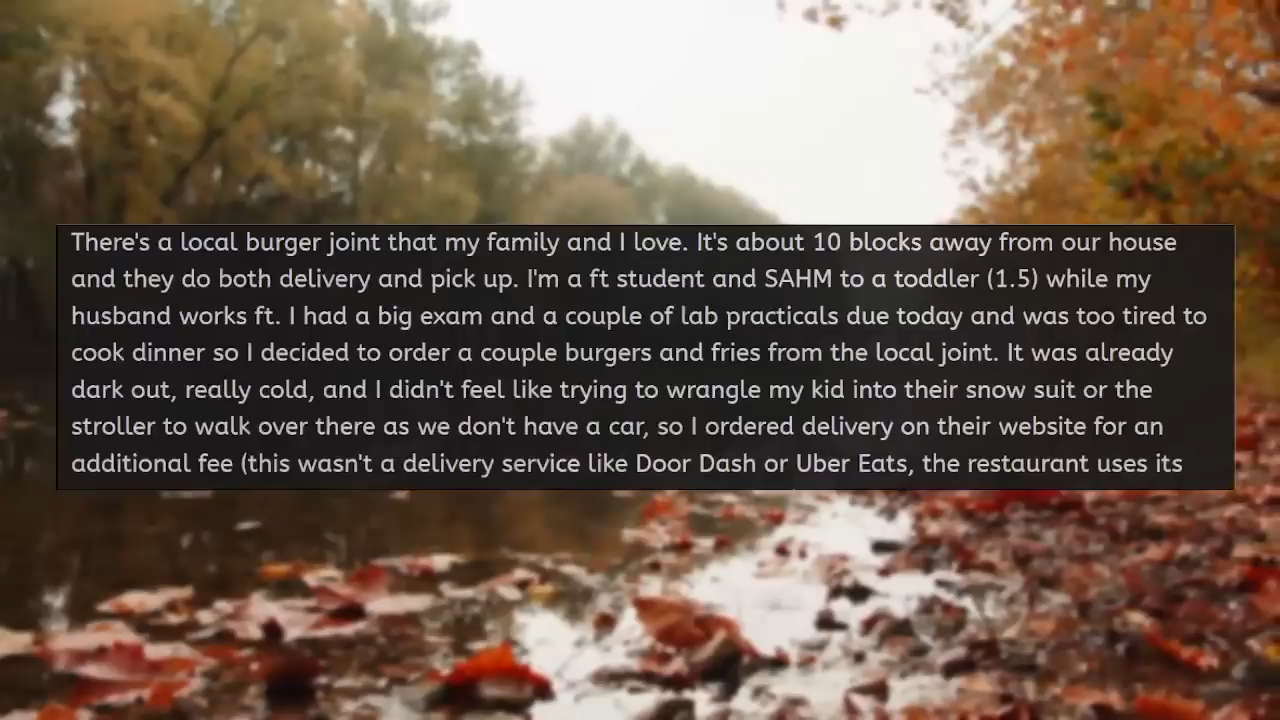 There's a local burger joint that my family and I love. It's about 10 blocks away from our house
and they do both delivery and pick up. I'm a ft student and SAHM to a toddler (1.5) while my
husband works ft. I had a big exam and a couple of lab practicals due today and was too tired to
cook dinner so I decided to order a couple burgers and fries from the local joint. It was already
dark out, really cold, and I didn't feel like trying to wrangle my kid into their snow suit or the
stroller to walk over there as we don't have a car, so I ordered delivery on their website for an
additional fee (this wasn't a delivery service like Door Dash or Uber Eats, the restaurant uses its